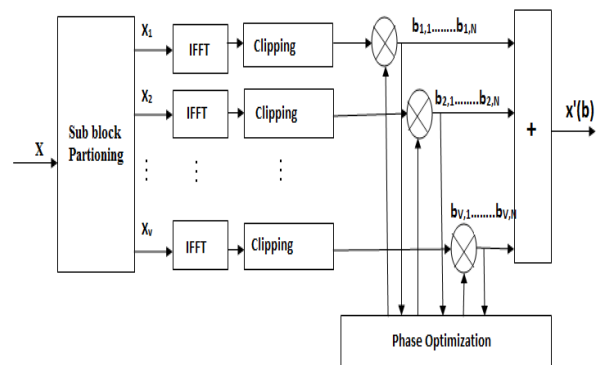 X
Sub block
Partioning
X₁
IFFT
Clipping
b₁,₁........b₁,N
X₂
IFFT
Clipping
b₂,₁........b₂,N
+
x'(b)
Xᵥ
IFFT
Clipping
bV,₁........bV,N
Phase Optimization